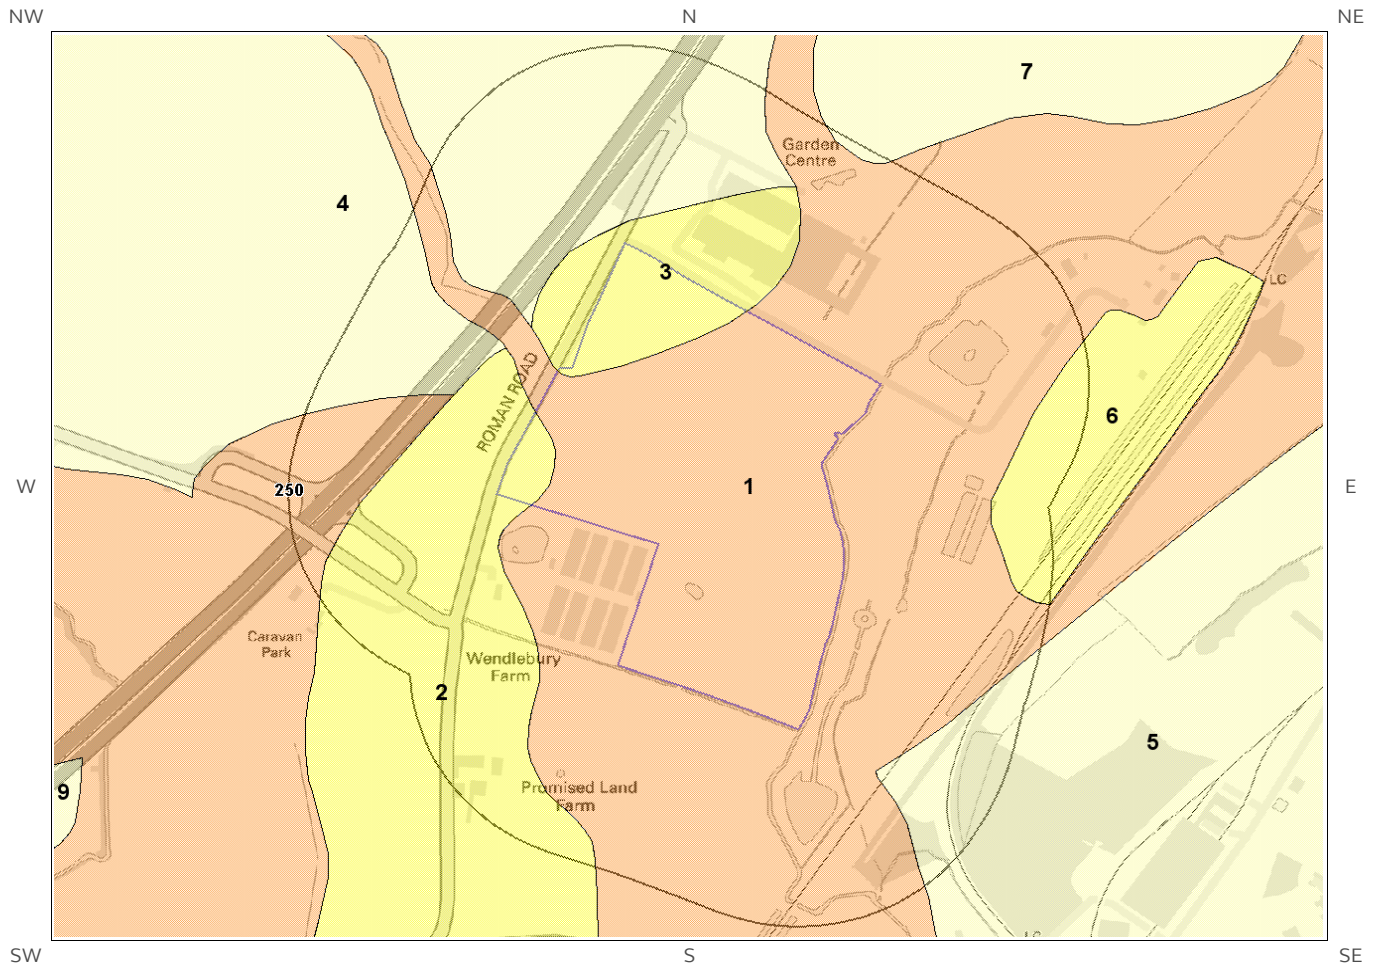 NW
N
NE
7
Garden
Centre
4
3
LC
ROMAN ROAD
6
W
250
1
E
Caravan
Park
Wendlebury
Farm
2
5
9
Promised Land
Farm
SW
S
SE